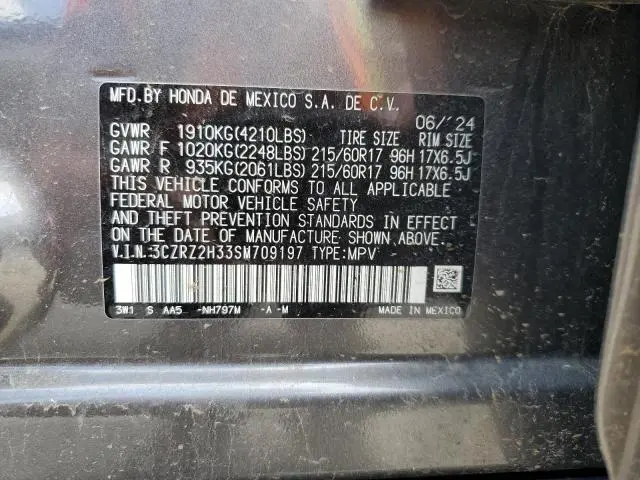 MFD.BY HONDA DE MEXICO S.A. DE C.V.
06/'24
GVWR 1910KG(4210LBS) TIRE SIZE RIM SIZE
GAWR F 1020KG(2248LBS) 215/60R17 96H 17X6.5J
GAWR R 935KG(2061LBS) 215/60R17 96H 17X6.5J
THIS VEHICLE CONFORMS TO ALL APPLICABLE
FEDERAL MOTOR VEHICLE SAFETY
AND THEFT PREVENTION STANDARDS IN EFFECT
ON THE DATE OF MANUFACTURE SHOWN ABOVE.
V.I.N.:3CZRZ2H33SM709197 TYPE:MPV
3W1 S AA5 -NH797M -A -M MADE IN MEXICO